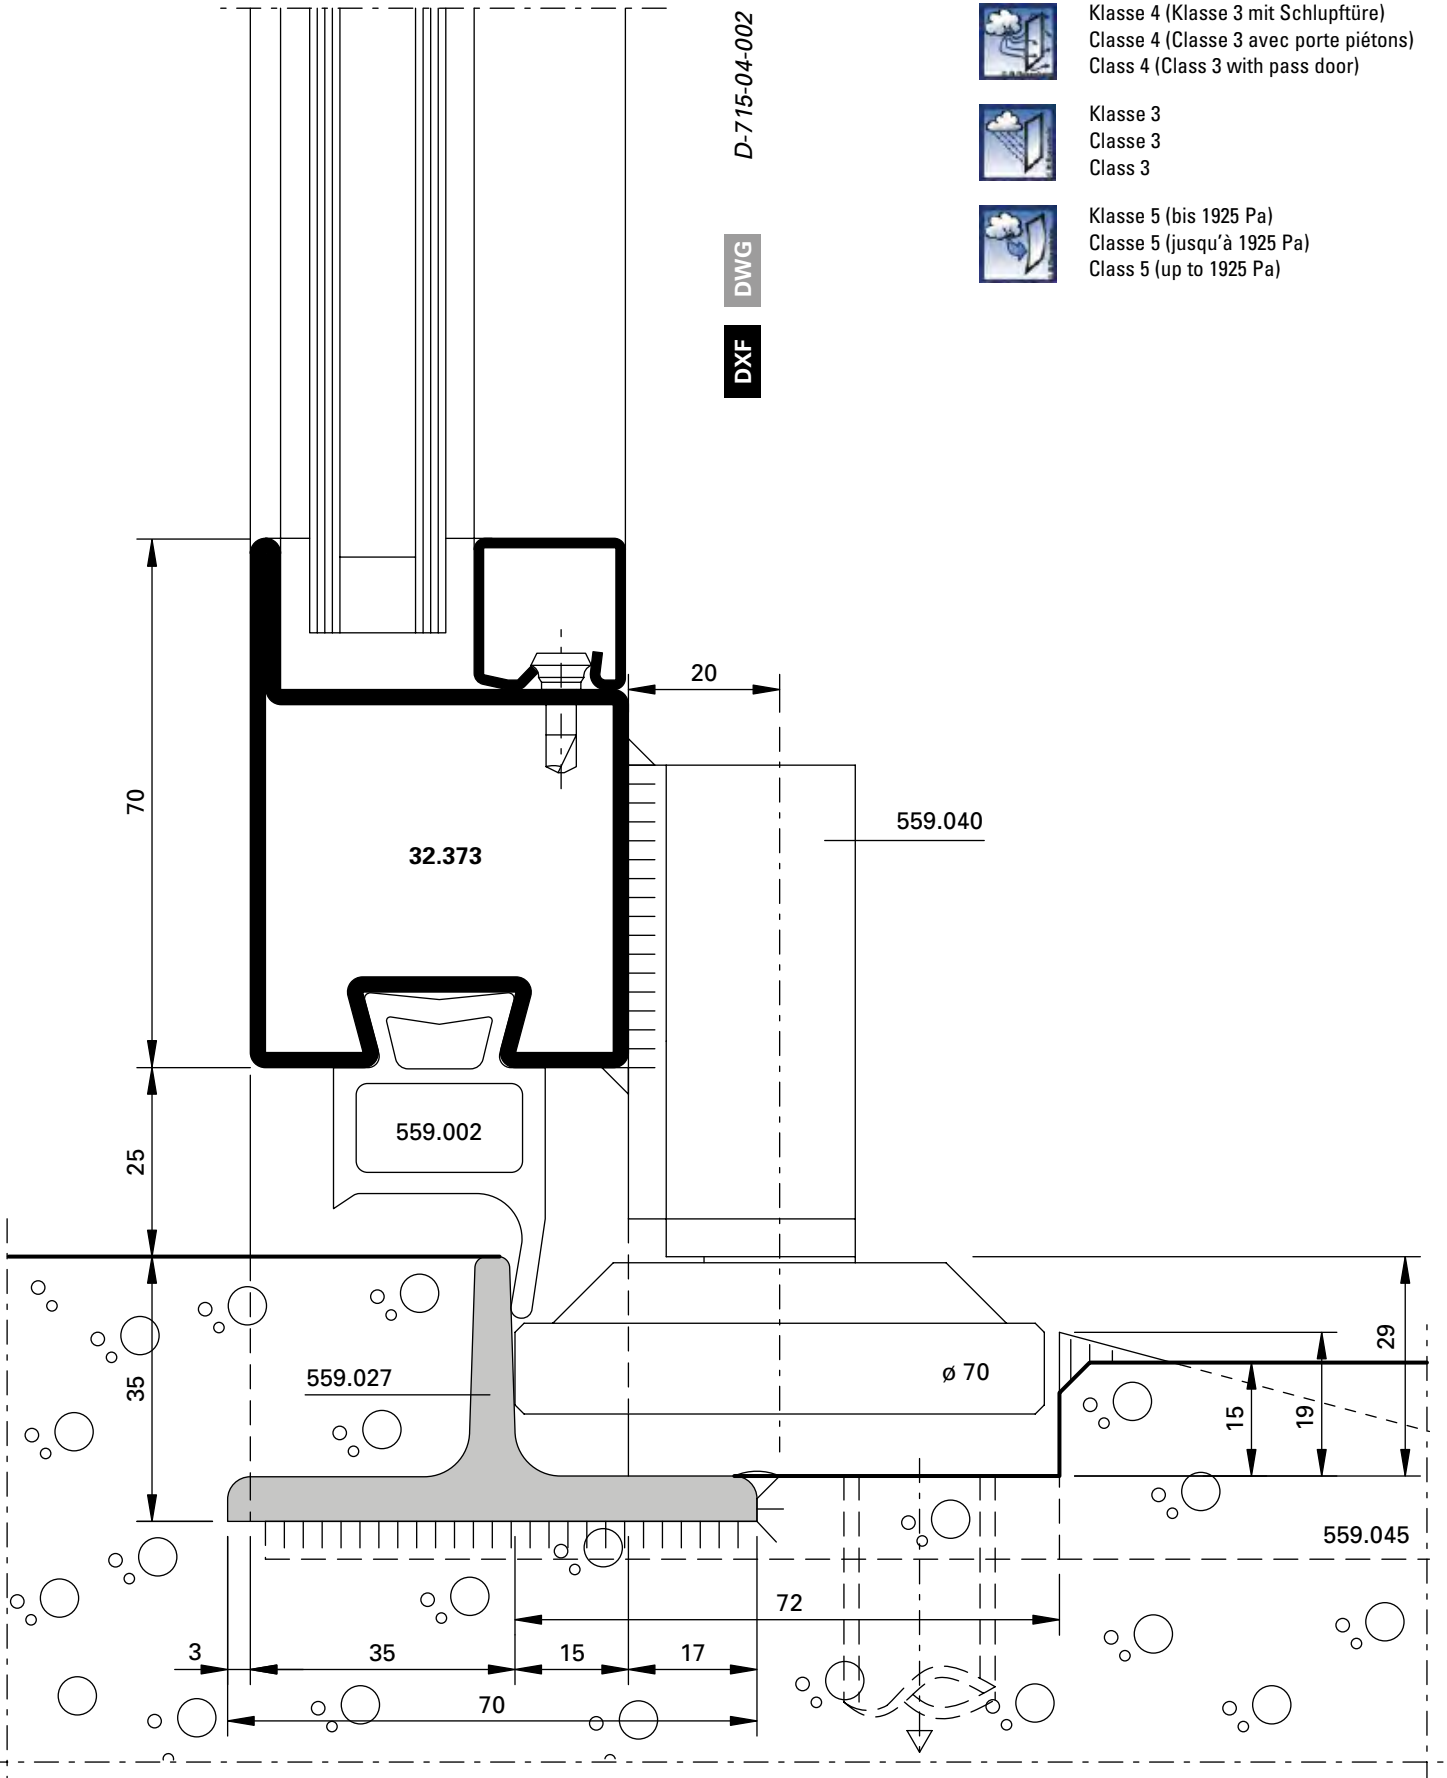 Klasse 4 (Klasse 3 mit Schlupftüre)
Classe 4 (Classe 3 avec porte piétons)
Class 4 (Class 3 with pass door)
Klasse 3
Classe 3
Class 3
Klasse 5 (bis 1925 Pa)
Classe 5 (jusqu'à 1925 Pa)
Class 5 (up to 1925 Pa)
D-715-04-002
DWG
DXF
20
70
559.040
32.373
25
559.002
29
35
559.027
ø 70
15
19
559.045
72
3
35
15
17
70